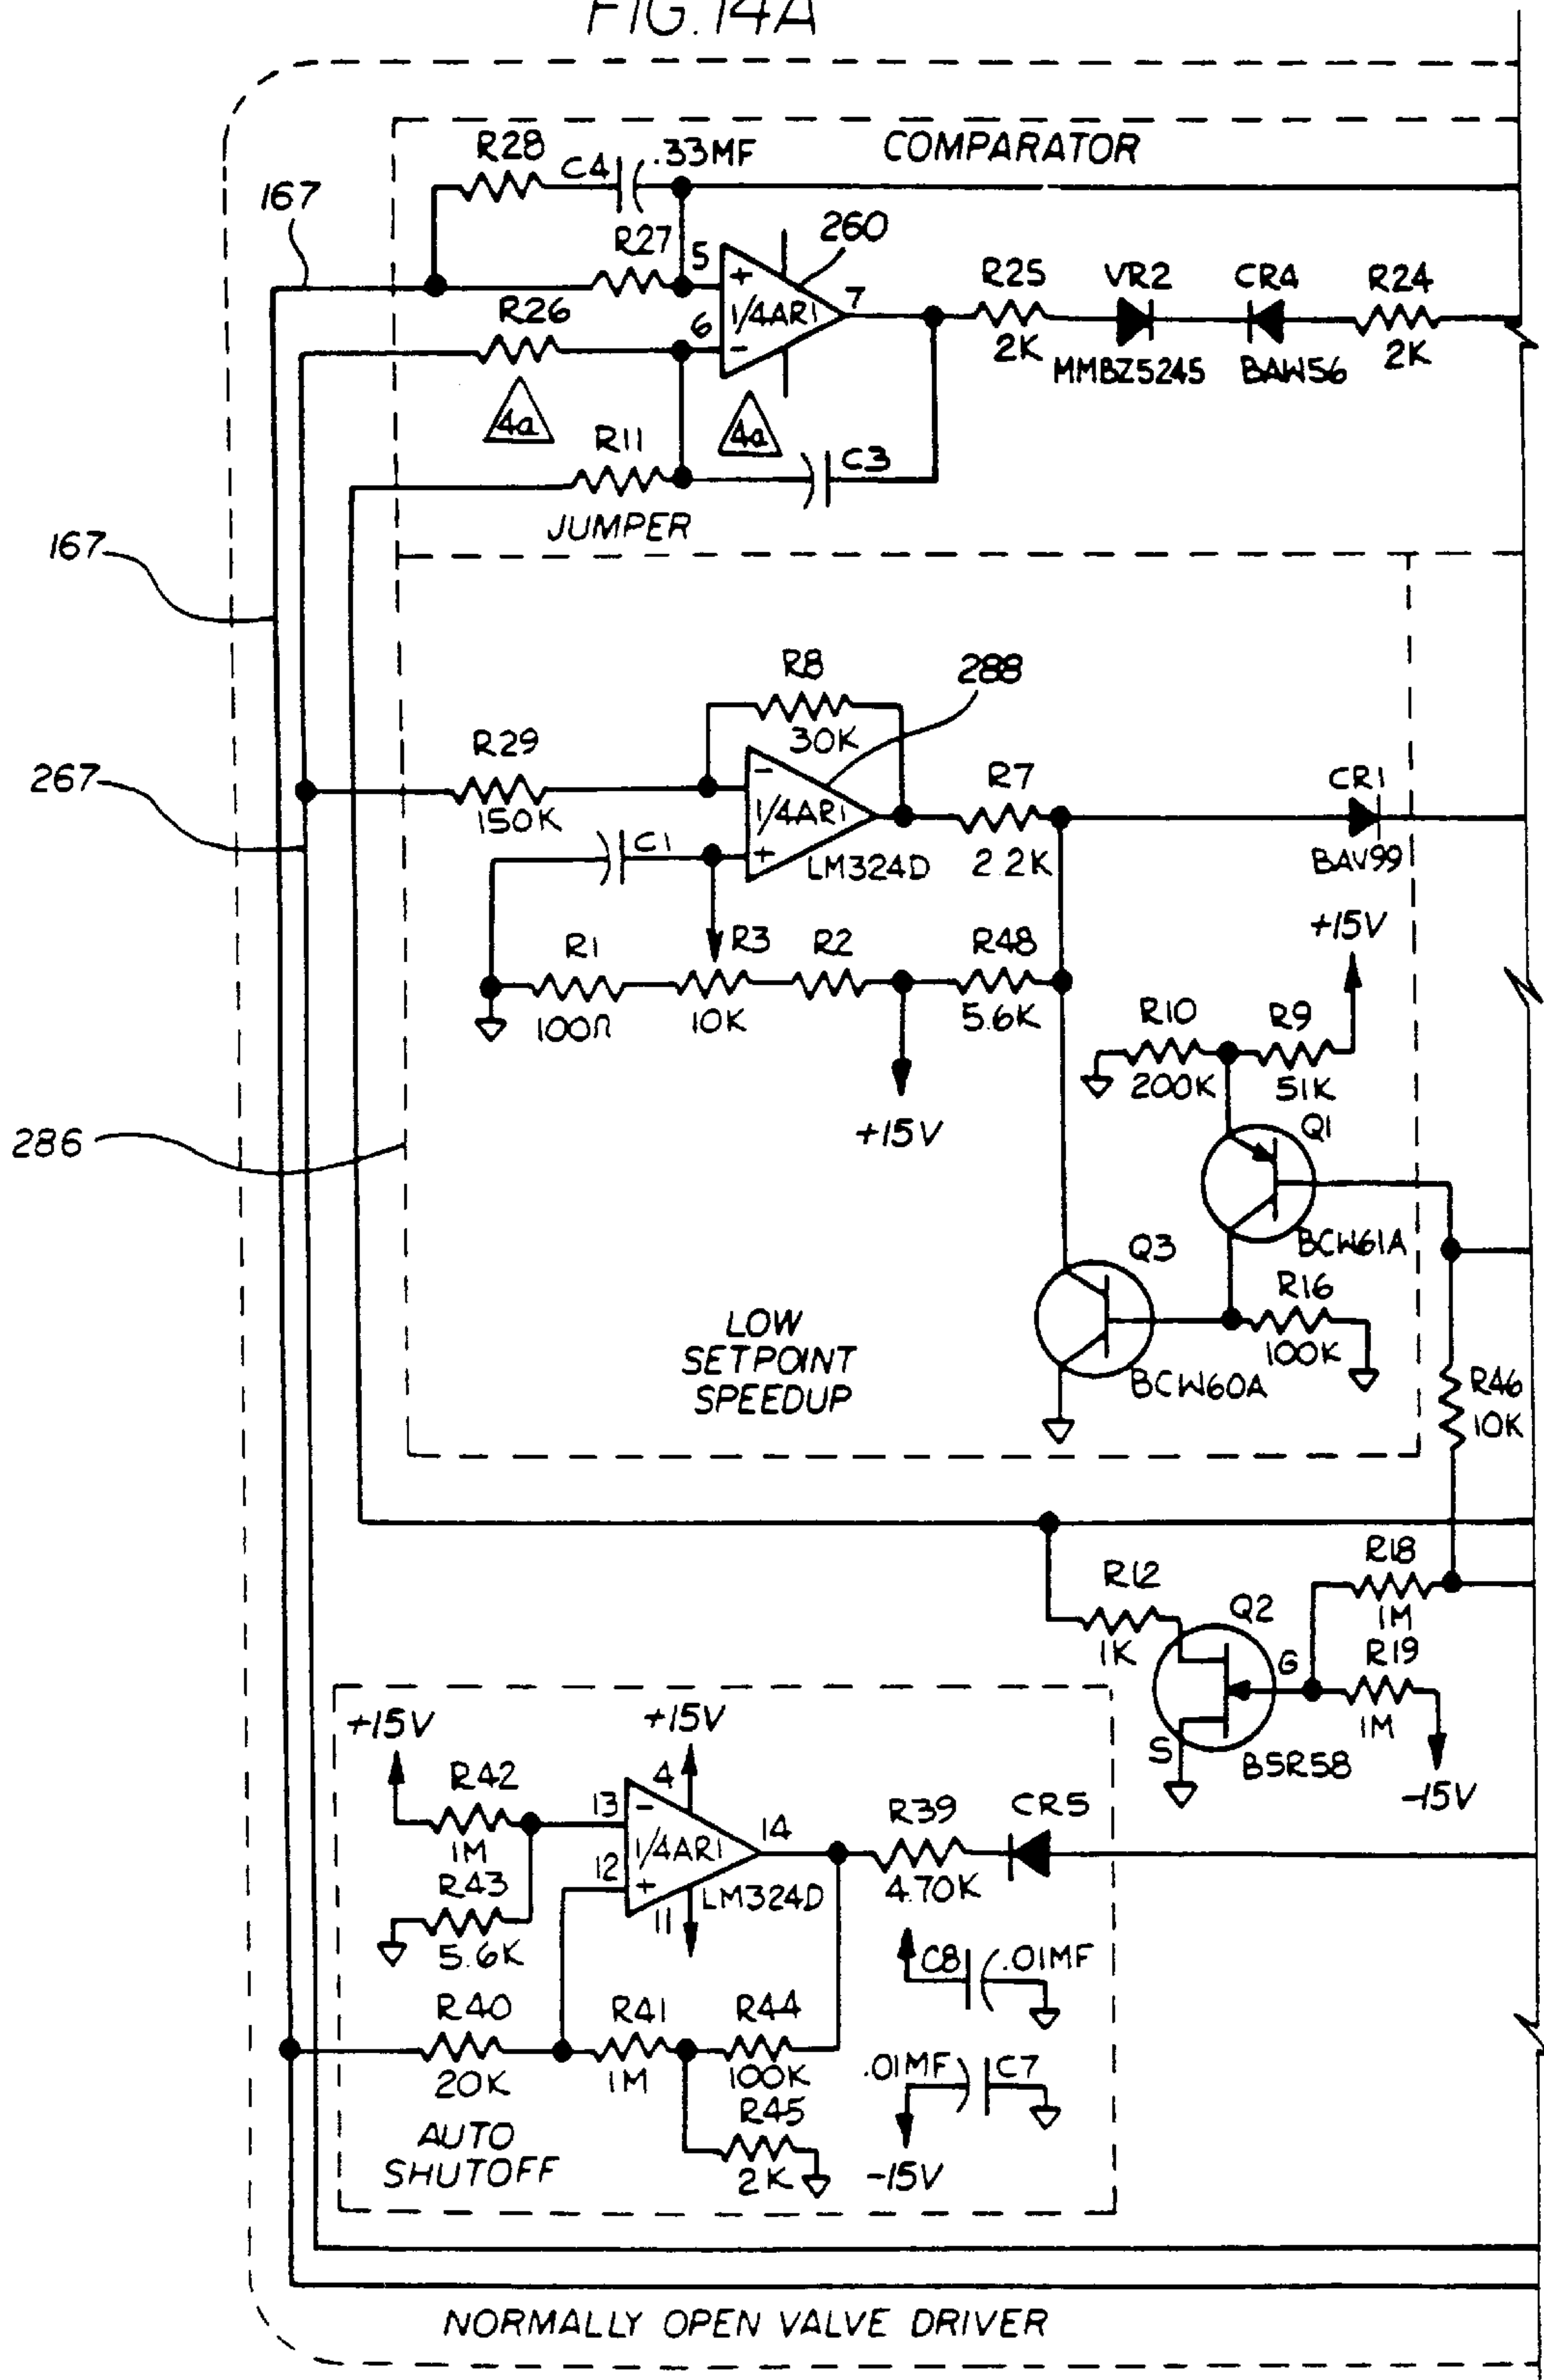 FIG. 14A
COMPARATOR
R28
C4
.33MF
167
R27
5
+
260
1/4AR1
7
R26
6
-
R25
2K
VR2
MMBZ5245
CR4
BAW56
R24
2K
4a
4a
R11
C3
JUMPER
167
R8
30K
288
R29
150K
-
1/4AR1
+
LM324D
R7
2.2K
CR1
BAV99
267
C1
R1
100Ω
R3
10K
R2
R48
5.6K
+15V
+15V
R10
200K
R9
51K
286
Q1
BCW61A
Q3
BCW60A
R16
100K
LOW
SETPOINT
SPEEDUP
R46
10K
R12
1K
R18
1M
Q2
G
R19
1M
S
BSR58
-15V
+15V
+15V
R42
1M
4
13
-
1/4AR1
14
12
+
LM324D
11
R39
4.70K
CR5
R43
5.6K
C8
.01MF
R40
20K
R41
1M
R44
100K
.01MF
C7
R45
2K
-15V
AUTO
SHUTOFF
NORMALLY OPEN VALVE DRIVER